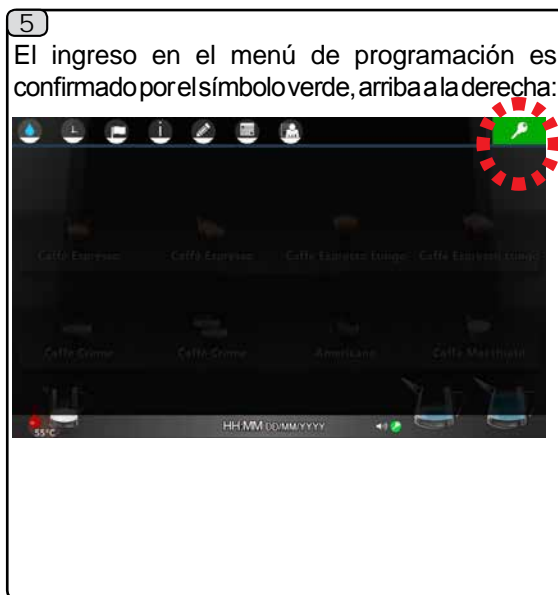 5
El ingreso en el menú de programación es
confirmado por el símbolo verde, arriba a la derecha:
Caffè Espresso Caffè Espresso Caffè Espresso Lungo Caffè Espresso Lungo
Caffè Creme Caffè Creme Americano Caffè Macchiato
55°C HH:MM DD/MM/YYYY